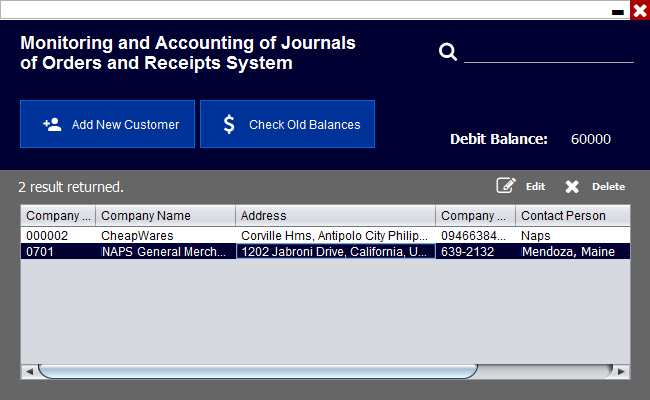 Monitoring and Accounting of Journals
of Orders and Receipts System
Add New Customer
Check Old Balances
Debit Balance: 60000
2 result returned.
Edit
Delete
Company ... Company Name Address Company ... Contact Person
000002 CheapWares Corville Hms, Antipolo City Philip... 09466384... Naps
0701 NAPS General Merch... 1202 Jabroni Drive, California, U... 639-2132 Mendoza, Maine